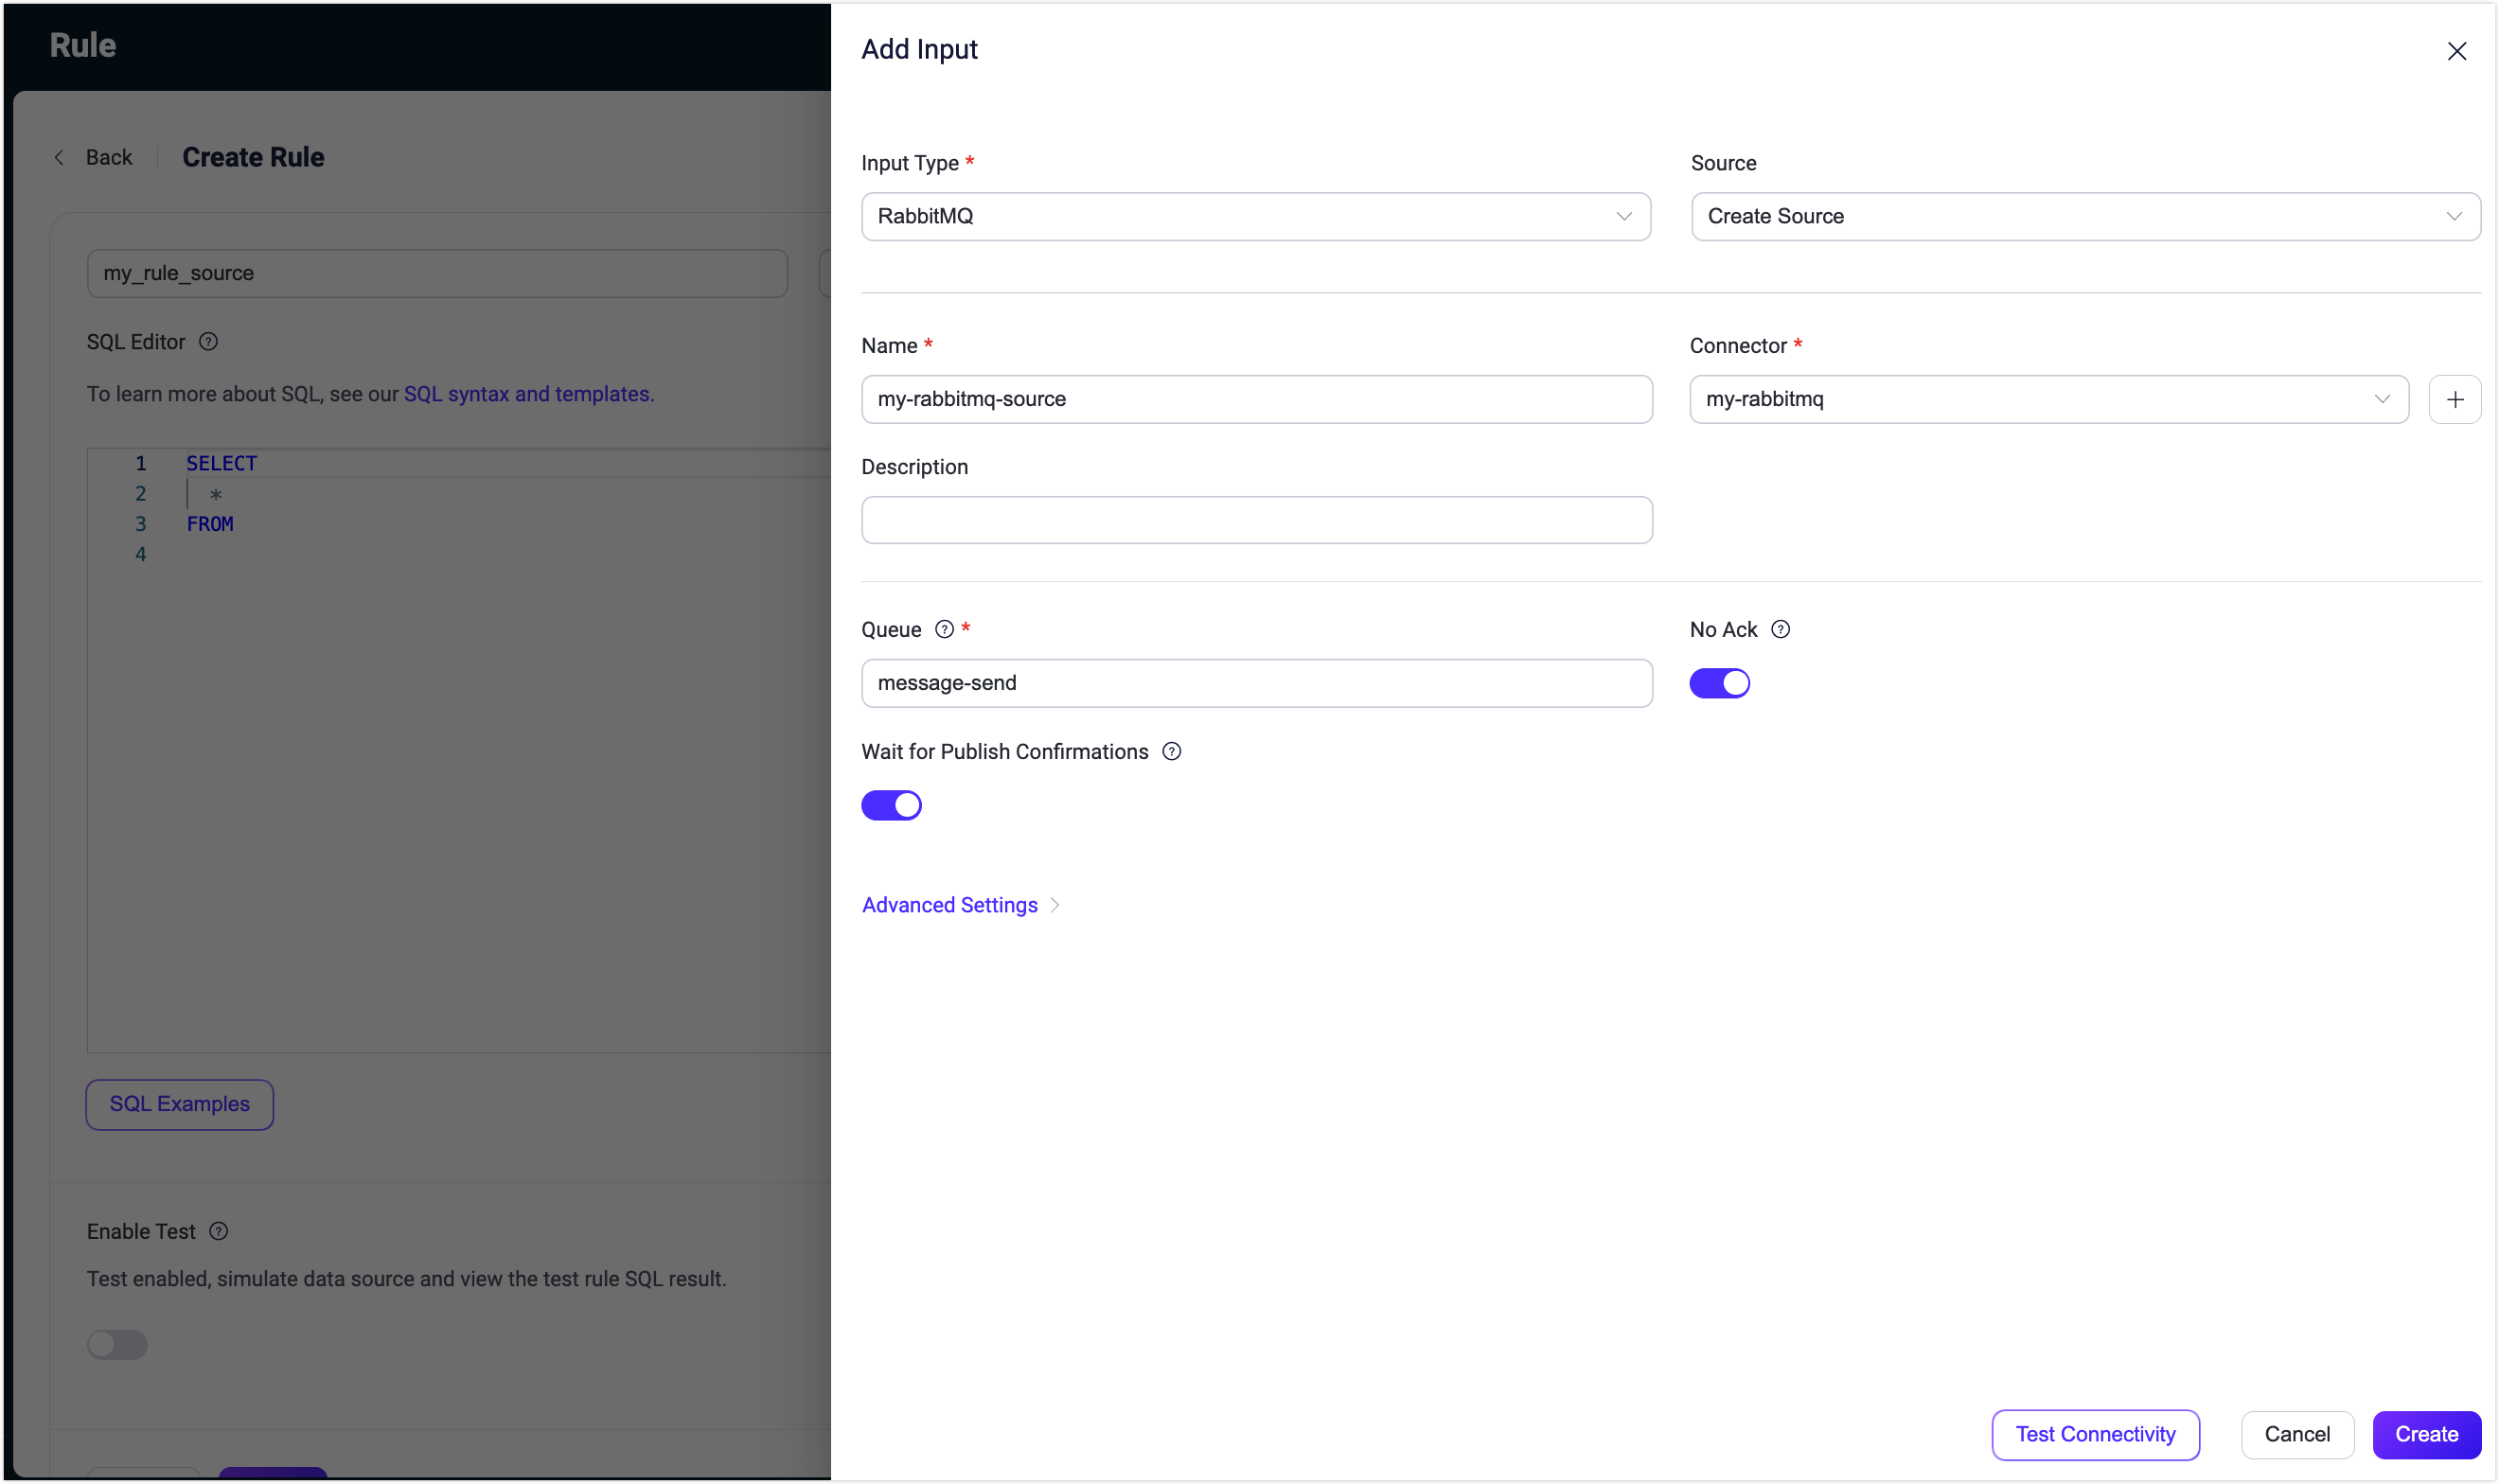 Rule
Back
Create Rule
my_rule_source
SQL Editor
To learn more about SQL, see our SQL syntax and templates.
1 SELECT
2 *
3 FROM
4
SQL Examples
Enable Test
Test enabled, simulate data source and view the test rule SQL result.
Add Input
Input Type *
Source
RabbitMQ
Create Source
Name *
Connector *
my-rabbitmq-source
my-rabbitmq
Description
Queue *
No Ack
message-send
Wait for Publish Confirmations
Advanced Settings
Test Connectivity
Cancel
Create